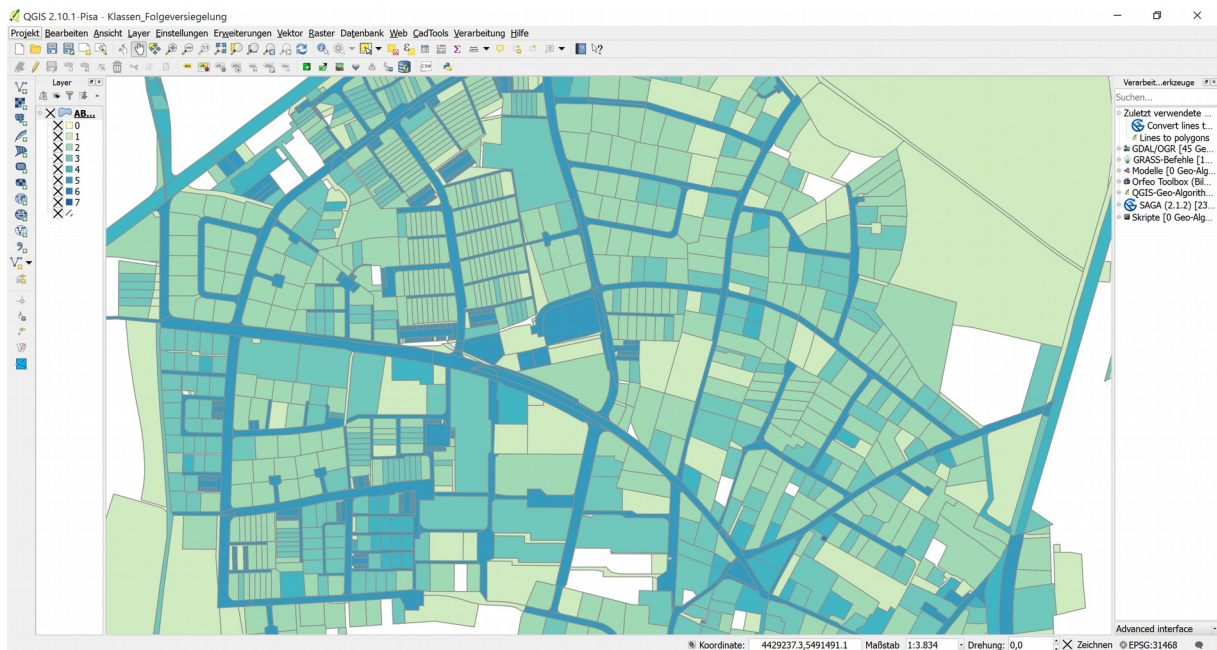 QGIS 2.10.1-Pisa - Klassen_Folgeversiegelung
Projekt Bearbeiten Ansicht Layer Einstellungen Erweiterungen Vektor Raster Datenbank Web CadTools Verarbeitung Hilfe
CSW
Layer
AB...
0
1
2
3
4
5
6
7
Verarbeit...erkzeuge
Suchen...
Zuletzt verwendete ...
Convert lines t...
Lines to polygons
GDAL/OGR [45 Ge...
GRASS-Befehle [1...
Modelle [0 Geo-Alg...
Orfeo Toolbox (Bil...
QGIS-Geo-Algorith...
SAGA (2.1.2) [23...
Skripte [0 Geo-Alg...
Advanced interface
Koordinate: 4429237.3,5491491.1 Maßstab 1:3.834 Drehung: 0,0 Zeichnen EPSG:31468